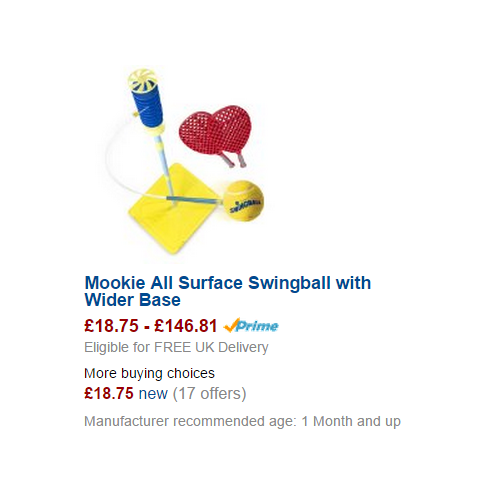 SWINGBALL
Mookie All Surface Swingball with
Wider Base
£18.75 - £146.81 Prime
Eligible for FREE UK Delivery
More buying choices
£18.75 new (17 offers)
Manufacturer recommended age: 1 Month and up